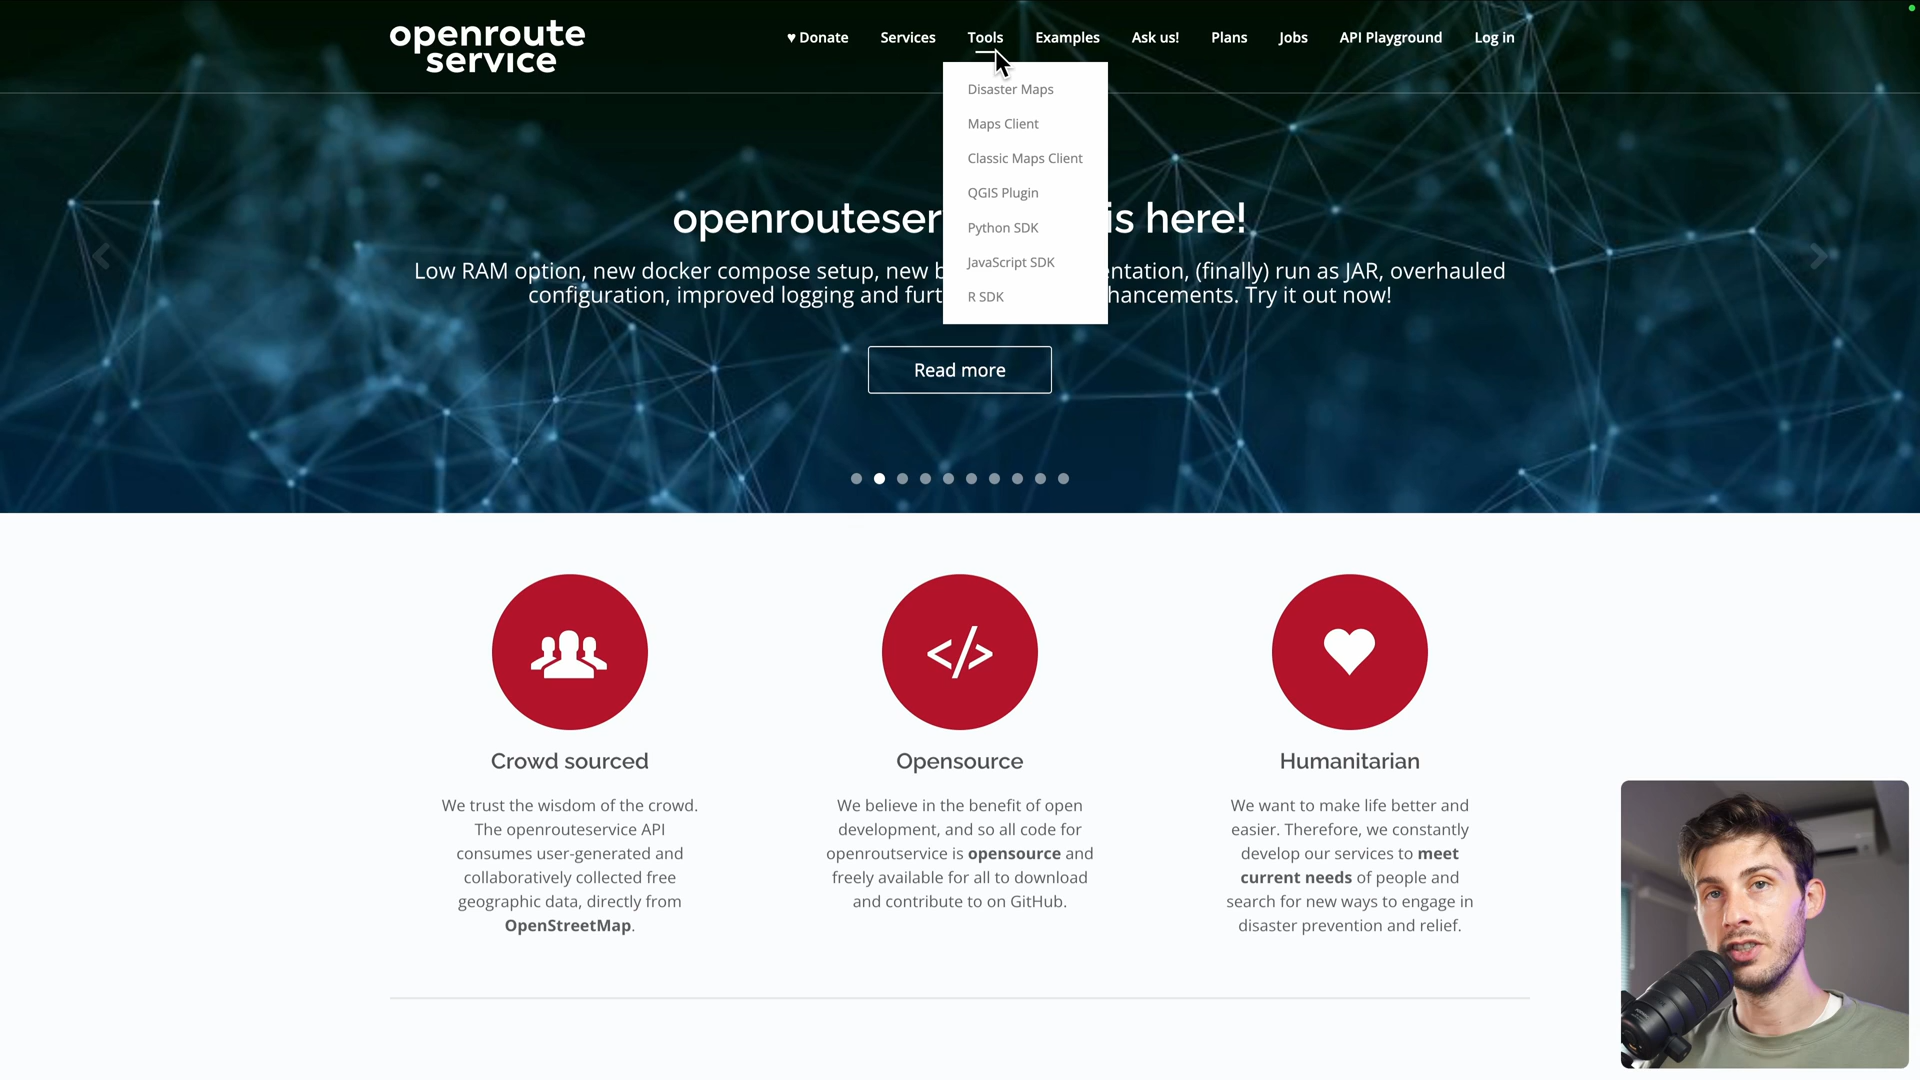 openroute
service
♥ Donate
Services
Tools
Examples
Ask us!
Plans
Jobs
API Playground
Log in
Disaster Maps
Maps Client
Classic Maps Client
QGIS Plugin
Python SDK
JavaScript SDK
R SDK
openrouteser is here!
Low RAM option, new docker compose setup, new b entation, (finally) run as JAR, overhauled
configuration, improved logging and furt hancements. Try it out now!
Read more
Crowd sourced
We trust the wisdom of the crowd.
The openrouteservice API
consumes user-generated and
collaboratively collected free
geographic data, directly from
OpenStreetMap.
Opensource
We believe in the benefit of open
development, and so all code for
openroutservice is opensource and
freely available for all to download
and contribute to on GitHub.
Humanitarian
We want to make life better and
easier. Therefore, we constantly
develop our services to meet
current needs of people and
search for new ways to engage in
disaster prevention and relief.